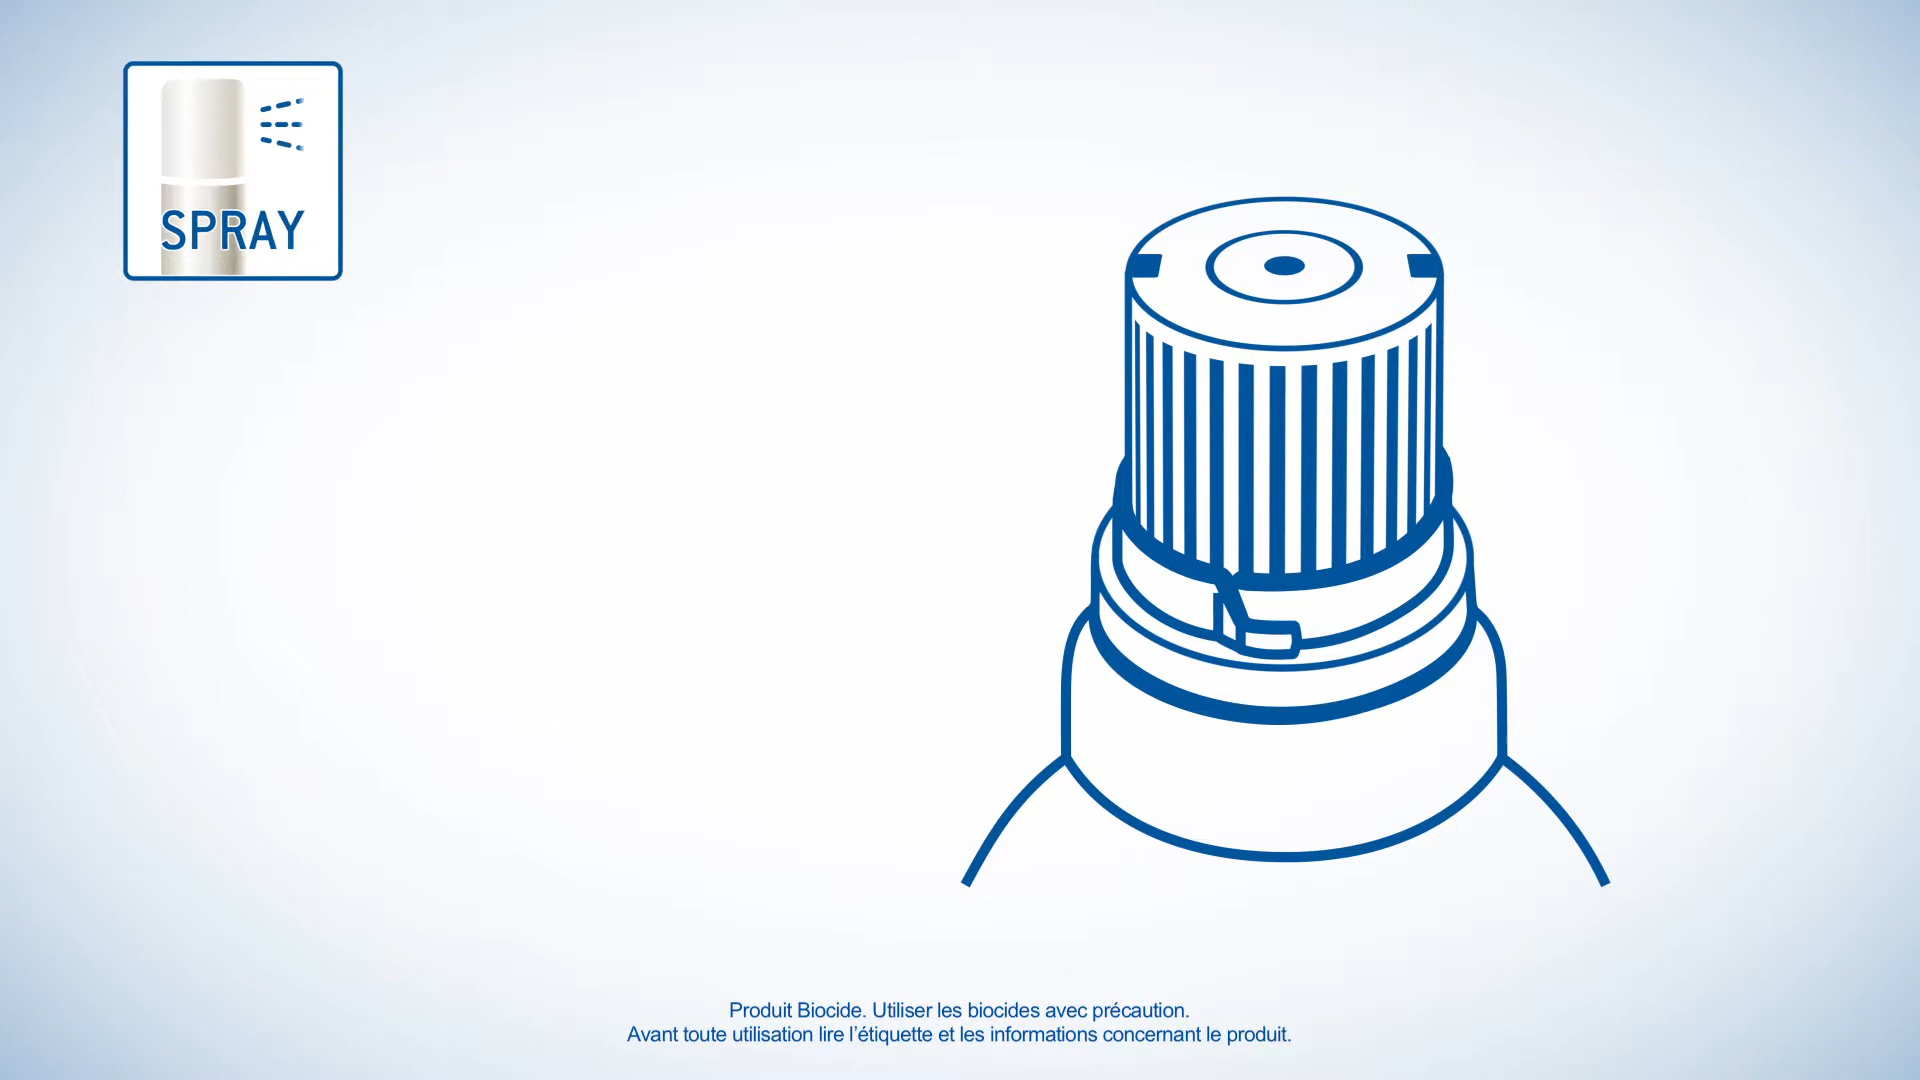 SPRAY
Produit Biocide. Utiliser les biocides avec précaution.
Avant toute utilisation lire l’étiquette et les informations concernant le produit.